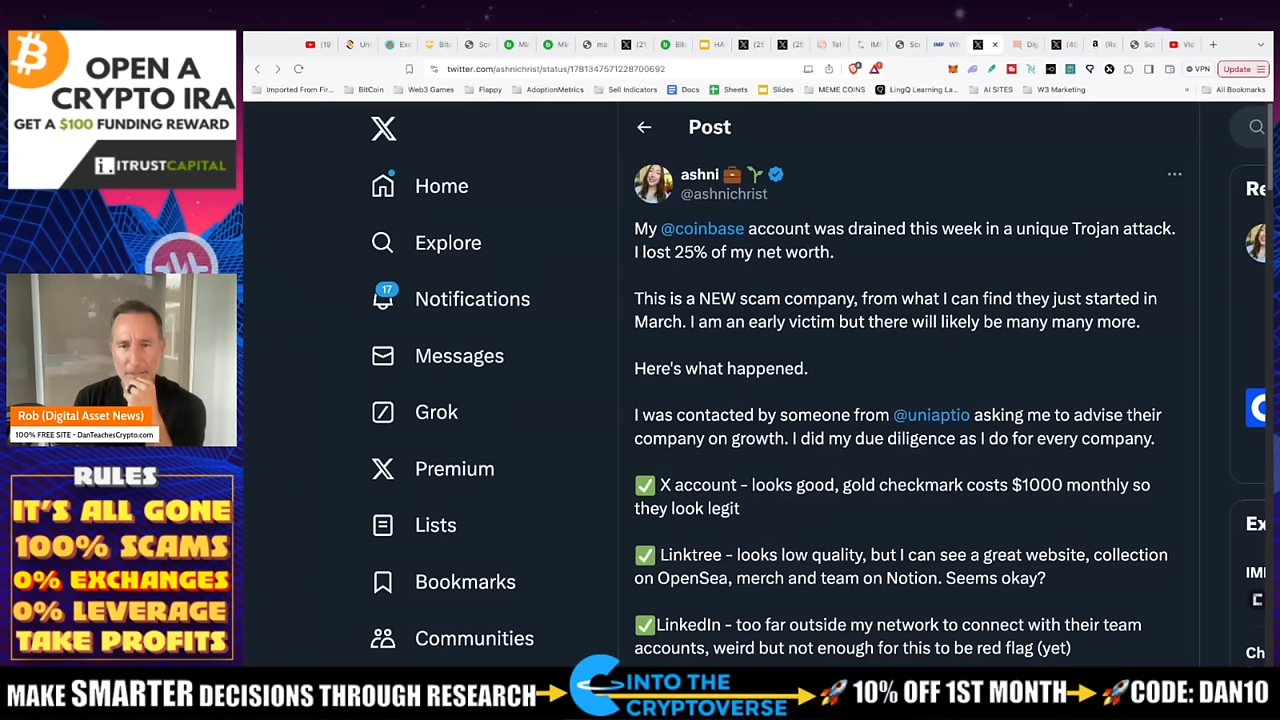 OPEN A
CRYPTO IRA
GET A $100 FUNDING REWARD
ITRUSTCAPITAL
Rob (Digital Asset News)
100% FREE SITE - DanTeachesCrypto.com
RULES
IT'S ALL GONE
100% SCAMS
0% EXCHANGES
0% LEVERAGE
TAKE PROFITS
twitter.com/ashnichrist/status/1781347571228700692
VPN
Update
Imported From Fir...
BitCoin
Web3 Games
Flappy
AdoptionMetrics
Sell Indicators
Docs
Sheets
Slides
MEME COINS
LingQ Learning La...
AI SITES
W3 Marketing
All Bookmarks
Home
Explore
17
Notifications
Messages
Grok
Premium
Lists
Bookmarks
Communities
Post
ashni
@ashnichrist
My @coinbase account was drained this week in a unique Trojan attack.
I lost 25% of my net worth.
This is a NEW scam company, from what I can find they just started in
March. I am an early victim but there will likely be many many more.
Here's what happened.
I was contacted by someone from @uniaptio asking me to advise their
company on growth. I did my due diligence as I do for every company.
✅ X account - looks good, gold checkmark costs $1000 monthly so
they look legit
✅ Linktree - looks low quality, but I can see a great website, collection
on OpenSea, merch and team on Notion. Seems okay?
✅LinkedIn - too far outside my network to connect with their team
accounts, weird but not enough for this to be red flag (yet)
Re
Ex
IMI
Ch
MAKE SMARTER DECISIONS THROUGH RESEARCH
INTO THE
CRYPTOVERSE
10% OFF 1ST MONTH
CODE: DAN10